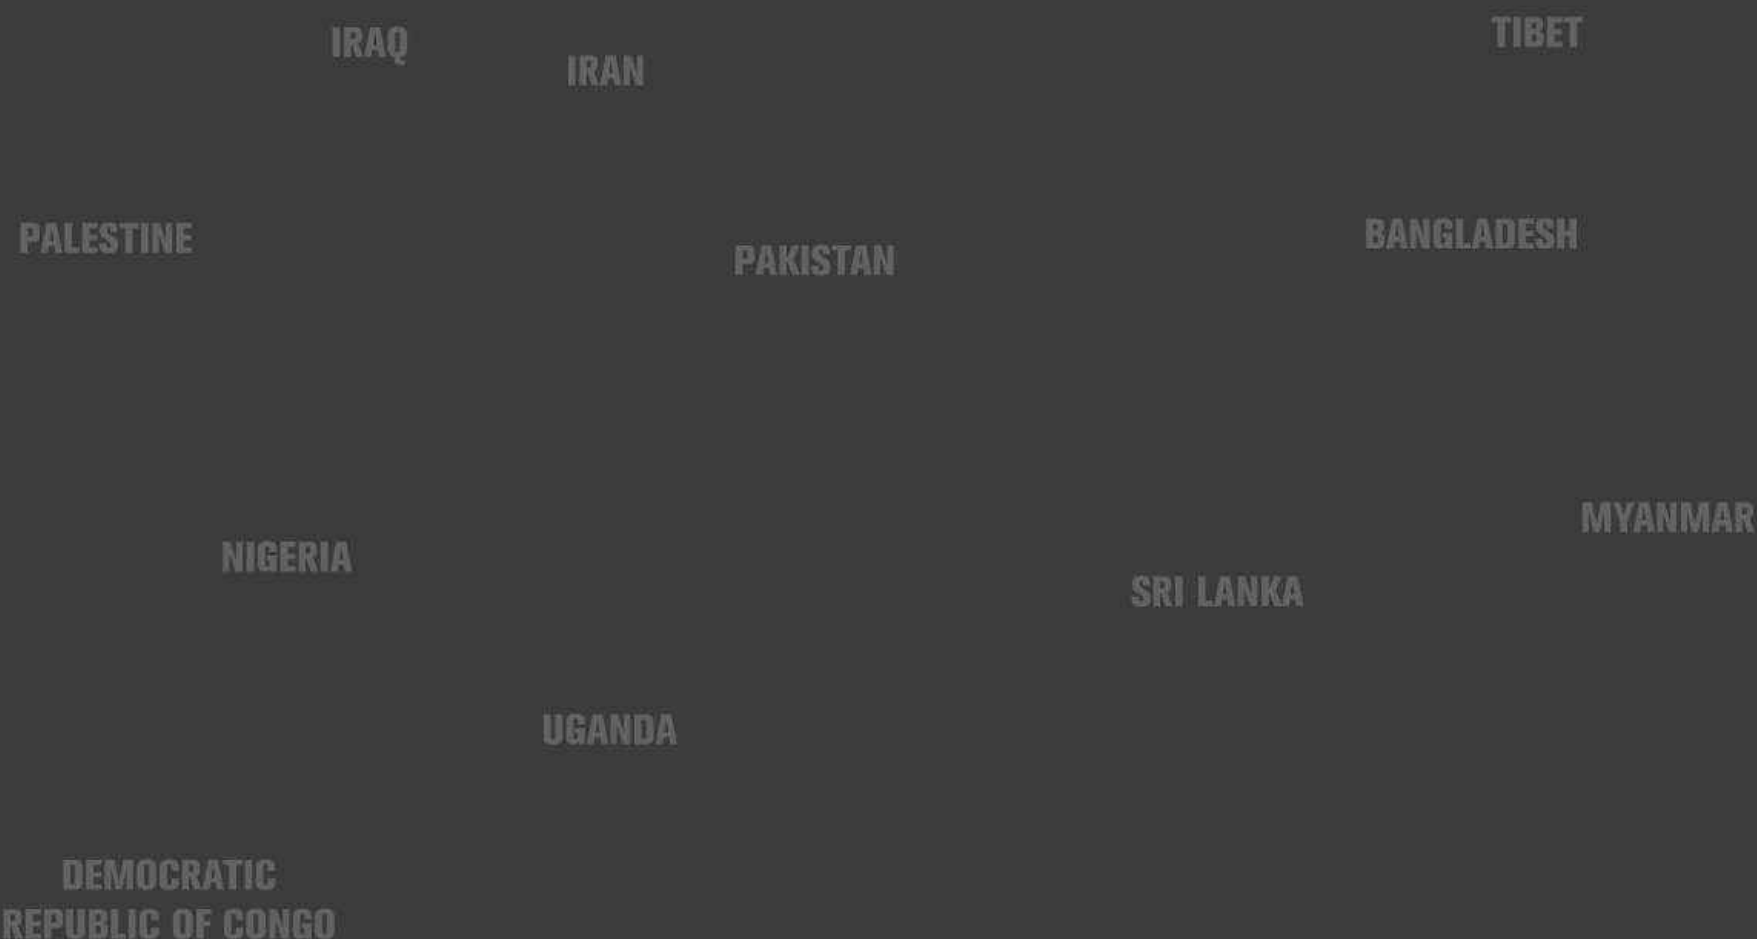 TIBET
IRAQ
IRAN
BANGLADESH
PALESTINE
PAKISTAN
MYANMAR
NIGERIA
SRI LANKA
UGANDA
DEMOCRATIC
REPUBLIC OF CONGO